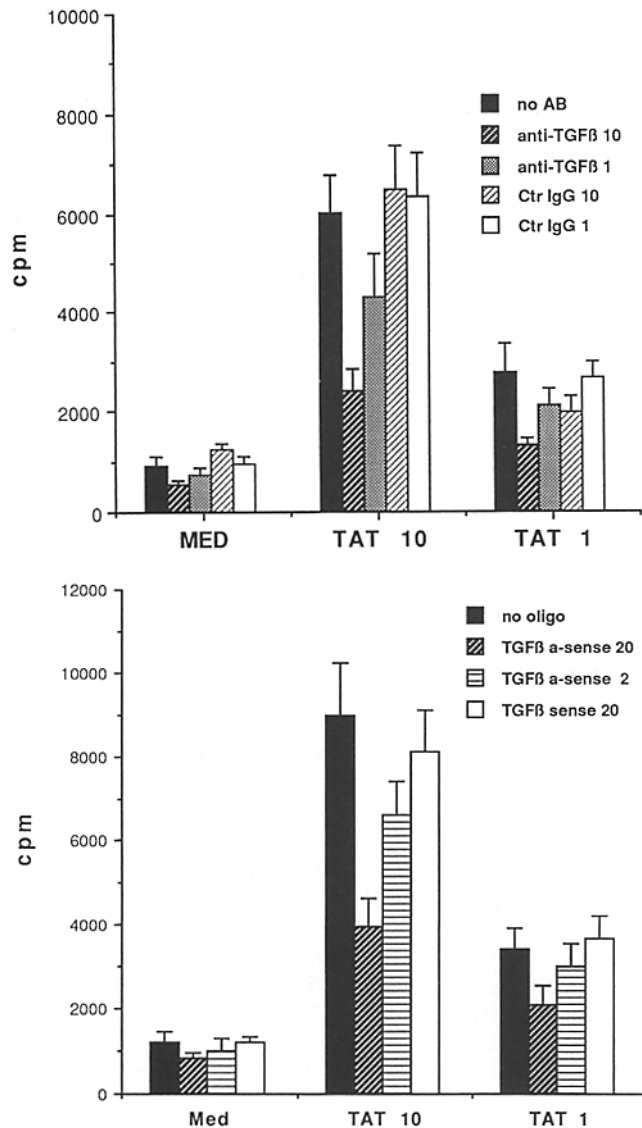 10000
8000
6000
4000
2000
0
cpm
no AB
anti-TGFß 10
anti-TGFß 1
Ctr IgG 10
Ctr IgG 1
MED TAT 10 TAT 1
12000
10000
8000
6000
4000
2000
0
cpm
no oligo
TGFß a-sense 20
TGFß a-sense 2
TGFß sense 20
Med TAT 10 TAT 1